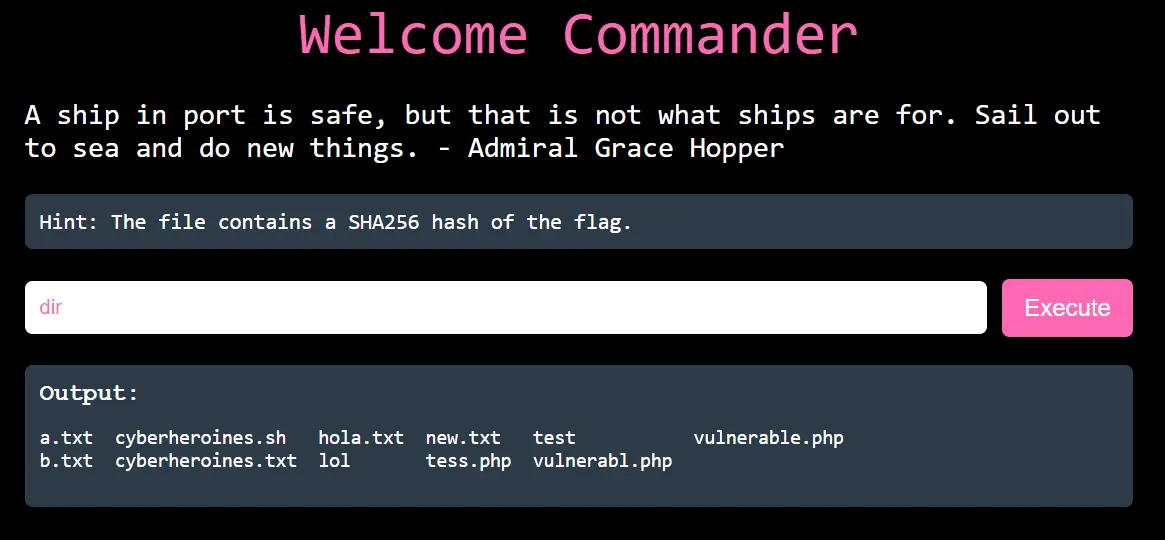 Welcome Commander
A ship in port is safe, but that is not what ships are for. Sail out
to sea and do new things. - Admiral Grace Hopper
Hint: The file contains a SHA256 hash of the flag.
dir
Execute
Output:
a.txt  cyberheroines.sh   hola.txt  new.txt   test           vulnerable.php
b.txt  cyberheroines.txt  lol       tess.php  vulnerabl.php